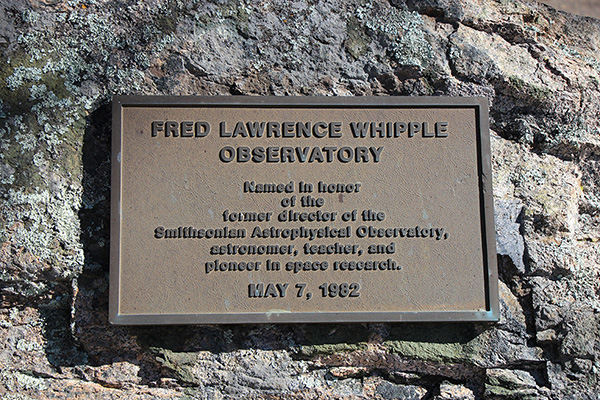 FRED LAWRENCE WHIPPLE
OBSERVATORY
Named in honor
of the
former director of the
Smithsonian Astrophysical Observatory,
astronomer, teacher, and
pioneer in space research.
MAY 7, 1982